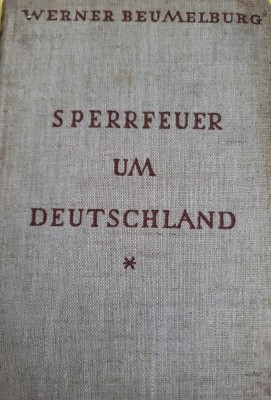 WERNER BEUMELBURG
SPERRFEUER
UM
DEUTSCHLAND
*